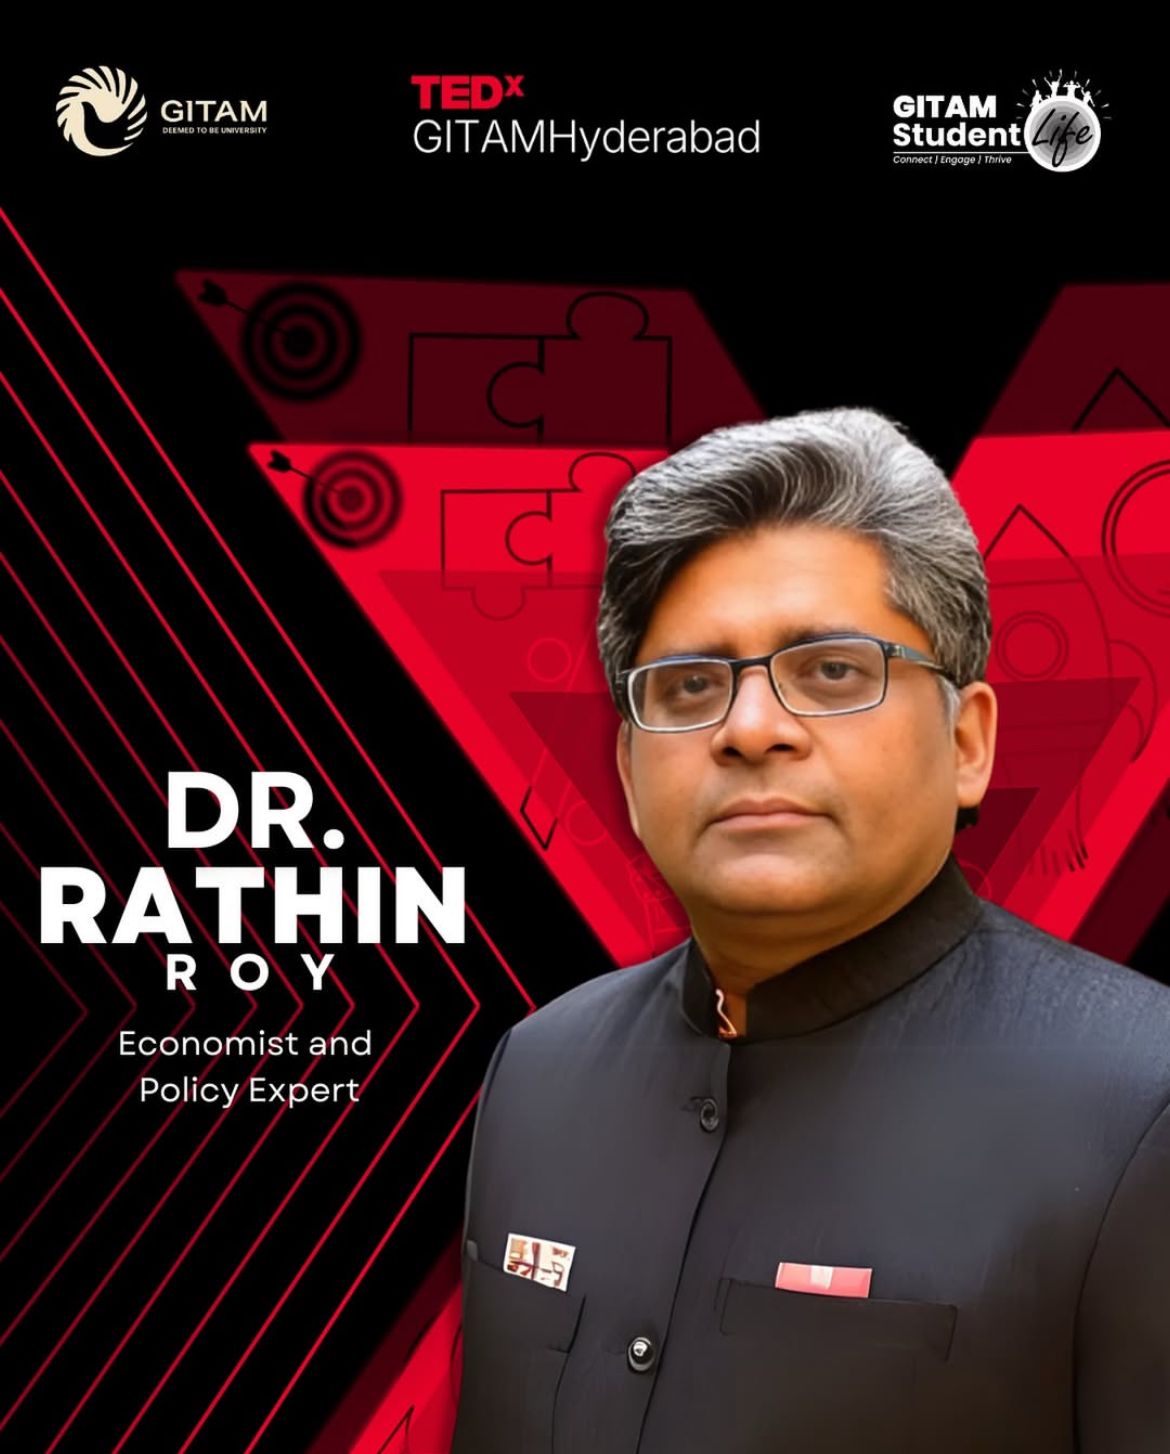 GITAM
DEEMED TO BE UNIVERSITY
TEDx
GITAMHyderabad
GITAM
Student Life
Connect | Engage | Thrive
DR.
RATHIN
ROY
Economist and
Policy Expert